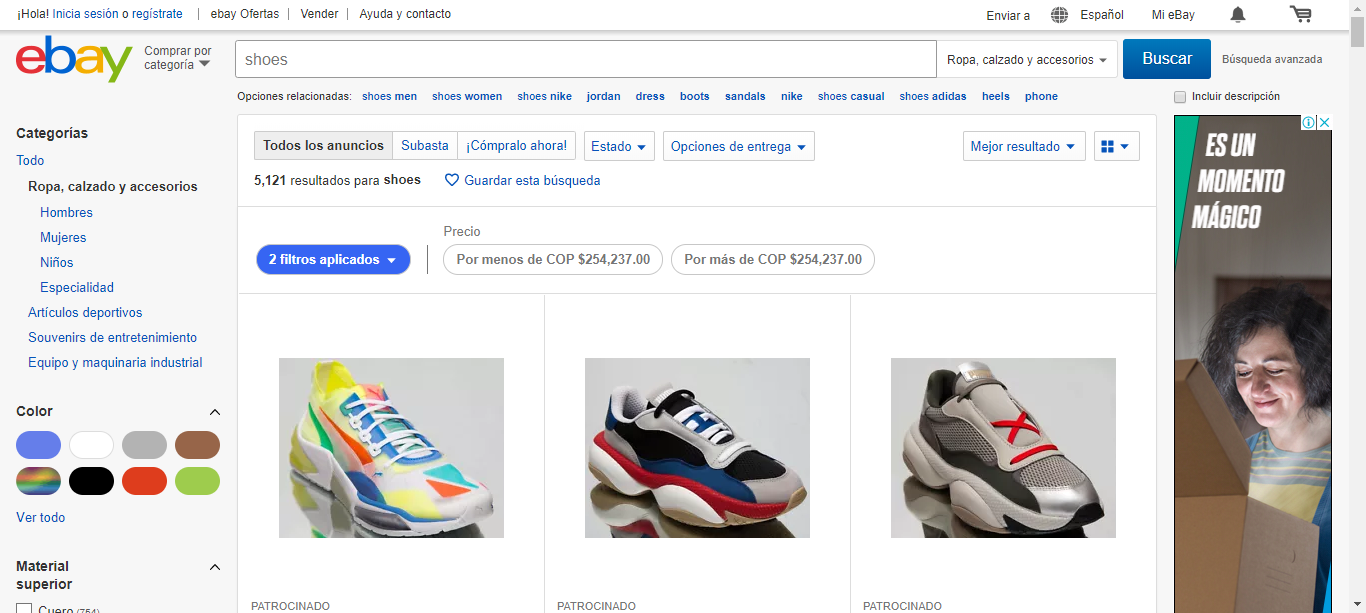 ¡Hola! Inicia sesión o regístrate
ebay Ofertas
Vender
Ayuda y contacto
Enviar a
Español
Mi eBay
ebay
Comprar por
categoría
shoes
Ropa, calzado y accesorios
Buscar
Búsqueda avanzada
Opciones relacionadas: shoes men shoes women shoes nike jordan dress boots sandals nike shoes casual shoes adidas heels phone
Incluir descripción
Categorías
Todo
Ropa, calzado y accesorios
Hombres
Mujeres
Niños
Especialidad
Artículos deportivos
Souvenirs de entretenimiento
Equipo y maquinaria industrial
Color
Ver todo
Material
superior
Cuero (754)
Todos los anuncios
Subasta
¡Cómpralo ahora!
Estado
Opciones de entrega
Mejor resultado
5,121 resultados para shoes
Guardar esta búsqueda
Precio
2 filtros aplicados
Por menos de COP $254,237.00
Por más de COP $254,237.00
PATROCINADO
PATROCINADO
PATROCINADO
ES UN
MOMENTO
MÁGICO